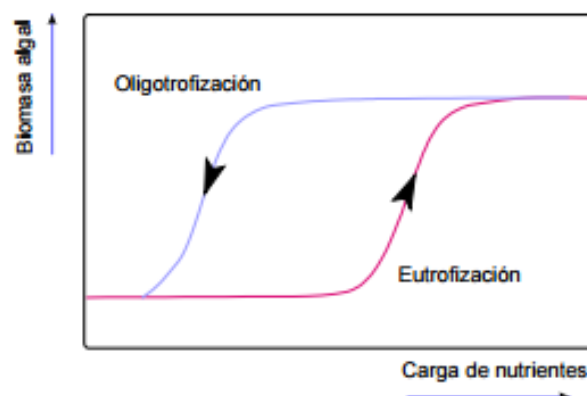 Biomasa algal
Oligotrofización
Eutrofización
Carga de nutrientes